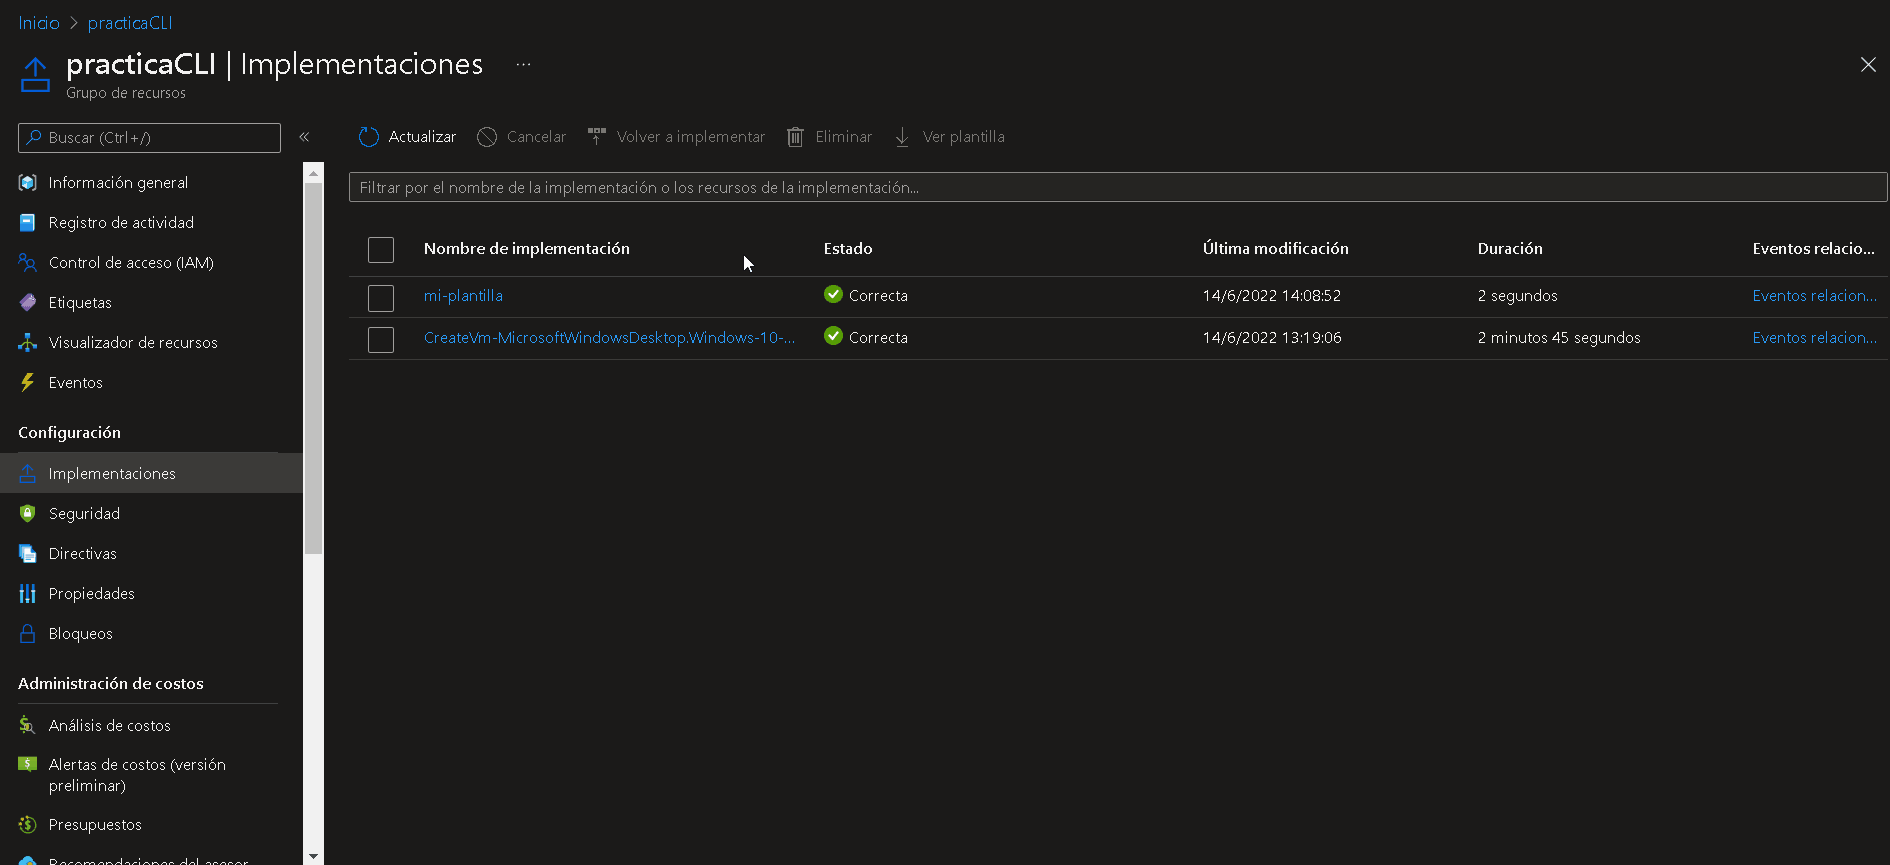 Inicio > practicaCLI
practicaCLI | Implementaciones ...
Grupo de recursos
Buscar (Ctrl+/)
«
Información general
Registro de actividad
Control de acceso (IAM)
Etiquetas
Visualizador de recursos
Eventos
Configuración
Implementaciones
Seguridad
Directivas
Propiedades
Bloqueos
Administración de costos
Análisis de costos
Alertas de costos (versión
preliminar)
Presupuestos
Recomendaciones del asesor
Actualizar Cancelar Volver a implementar Eliminar Ver plantilla
Filtrar por el nombre de la implementación o los recursos de la implementación...
Nombre de implementación Estado Última modificación Duración Eventos relacio...
mi-plantilla Correcta 14/6/2022 14:08:52 2 segundos Eventos relacion...
CreateVm-MicrosoftWindowsDesktop.Windows-10-... Correcta 14/6/2022 13:19:06 2 minutos 45 segundos Eventos relacion...